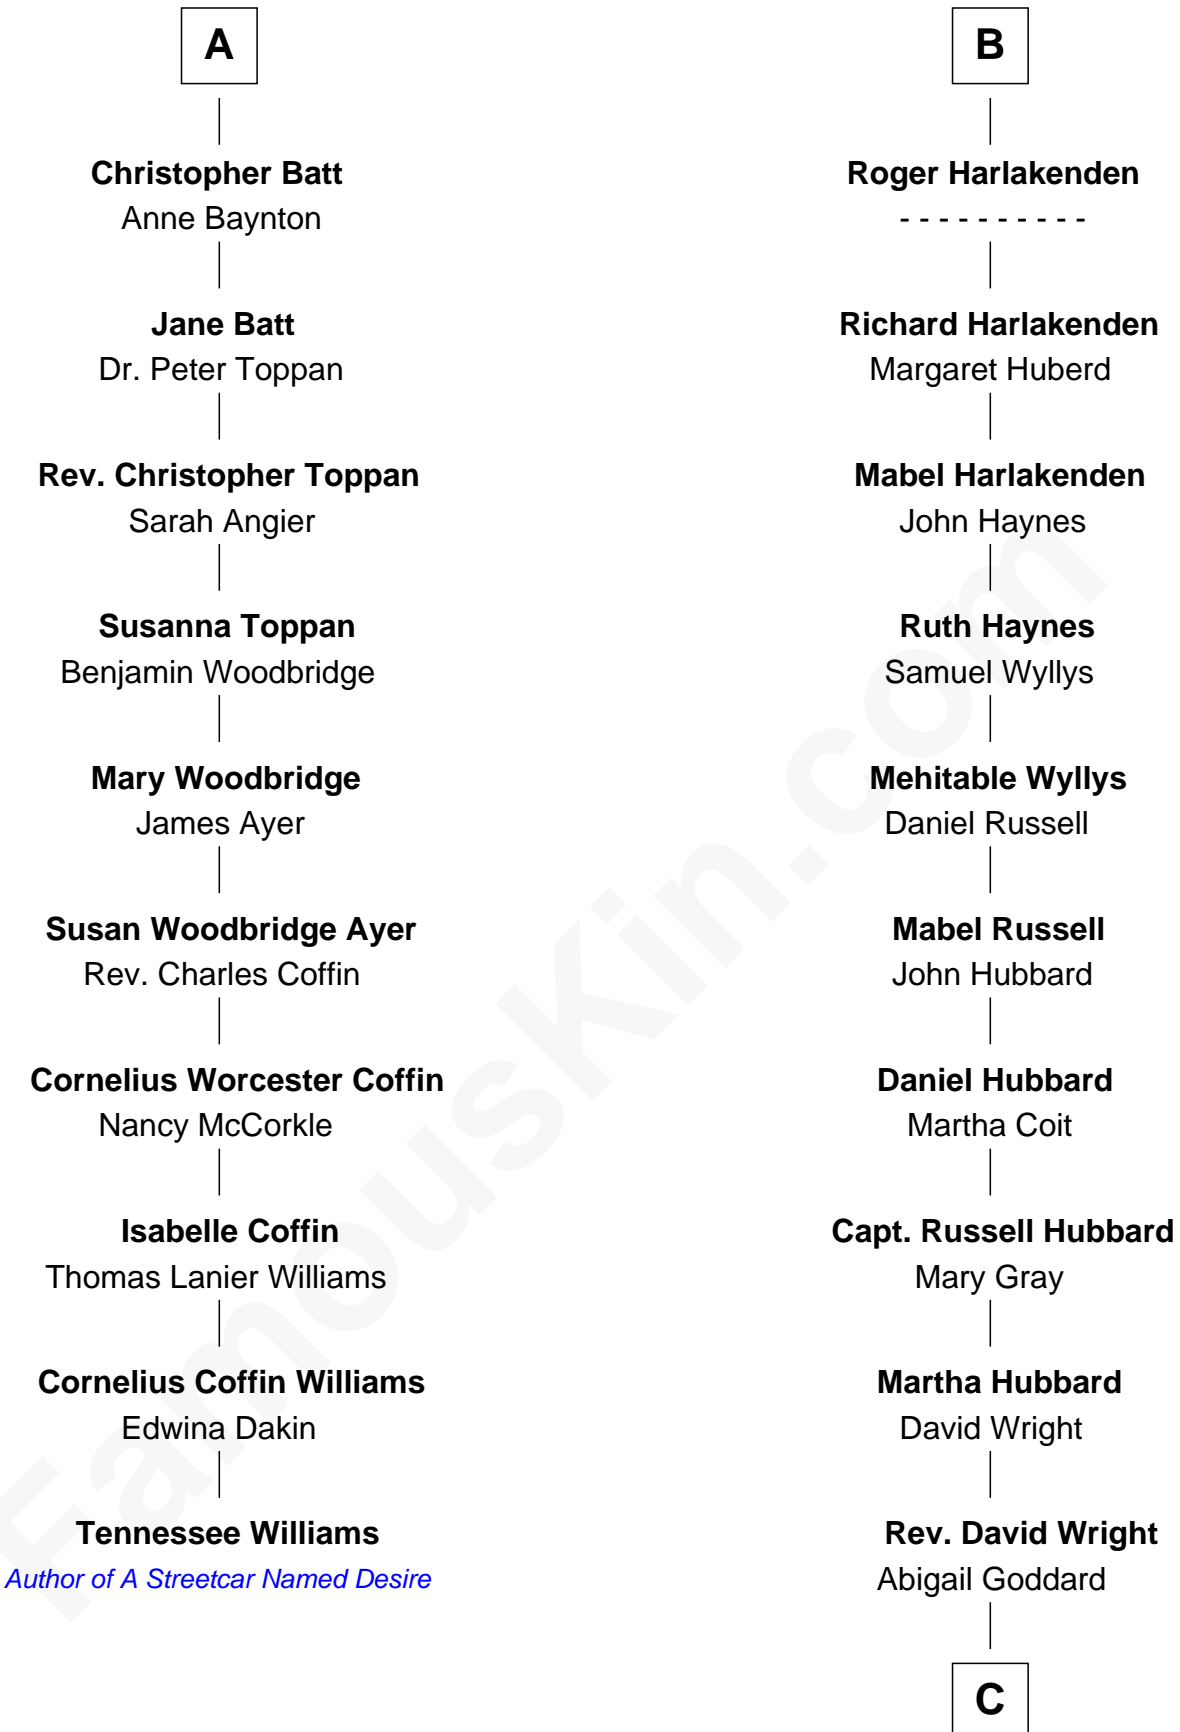 A
Christopher Batt
Anne Baynton
Jane Batt
Dr. Peter Toppan
Rev. Christopher Toppan
Sarah Angier
Susanna Toppan
Benjamin Woodbridge
Mary Woodbridge
James Ayer
Susan Woodbridge Ayer
Rev. Charles Coffin
Cornelius Worcester Coffin
Nancy McCorkle
Isabelle Coffin
Thomas Lanier Williams
Cornelius Coffin Williams
Edwina Dakin
Tennessee Williams
Author of A Streetcar Named Desire
B
Roger Harlakenden
- - - - - - - - - -
Richard Harlakenden
Margaret Huberd
Mabel Harlakenden
John Haynes
Ruth Haynes
Samuel Wyllys
Mehitable Wyllys
Daniel Russell
Mabel Russell
John Hubbard
Daniel Hubbard
Martha Coit
Capt. Russell Hubbard
Mary Gray
Martha Hubbard
David Wright
Rev. David Wright
Abigail Goddard
C
FamousKin.com